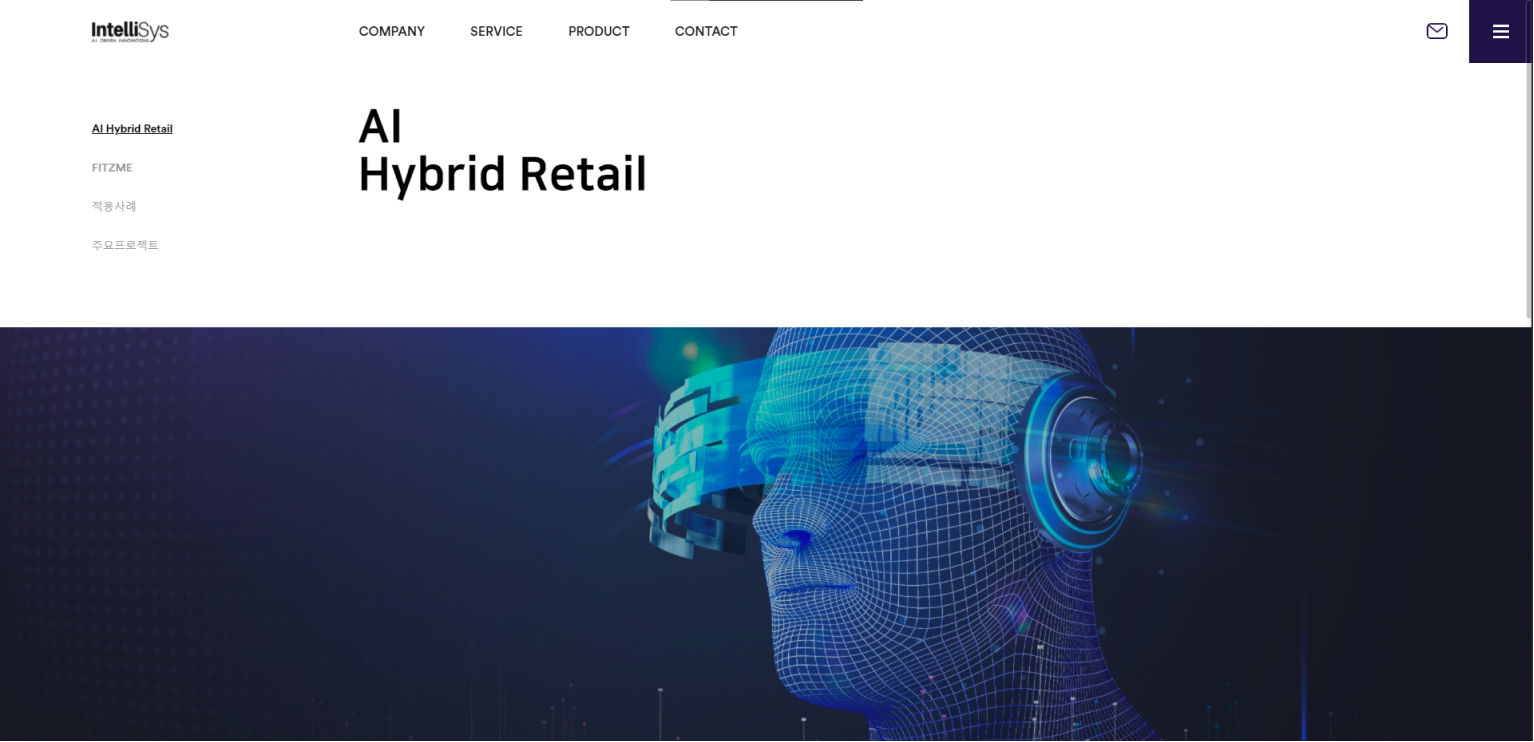 IntelliSys
A.I. DRIVEN INNOVATIONS
COMPANY
SERVICE
PRODUCT
CONTACT
AI Hybrid Retail
FITZME
적용사례
주요프로젝트
AI
Hybrid Retail